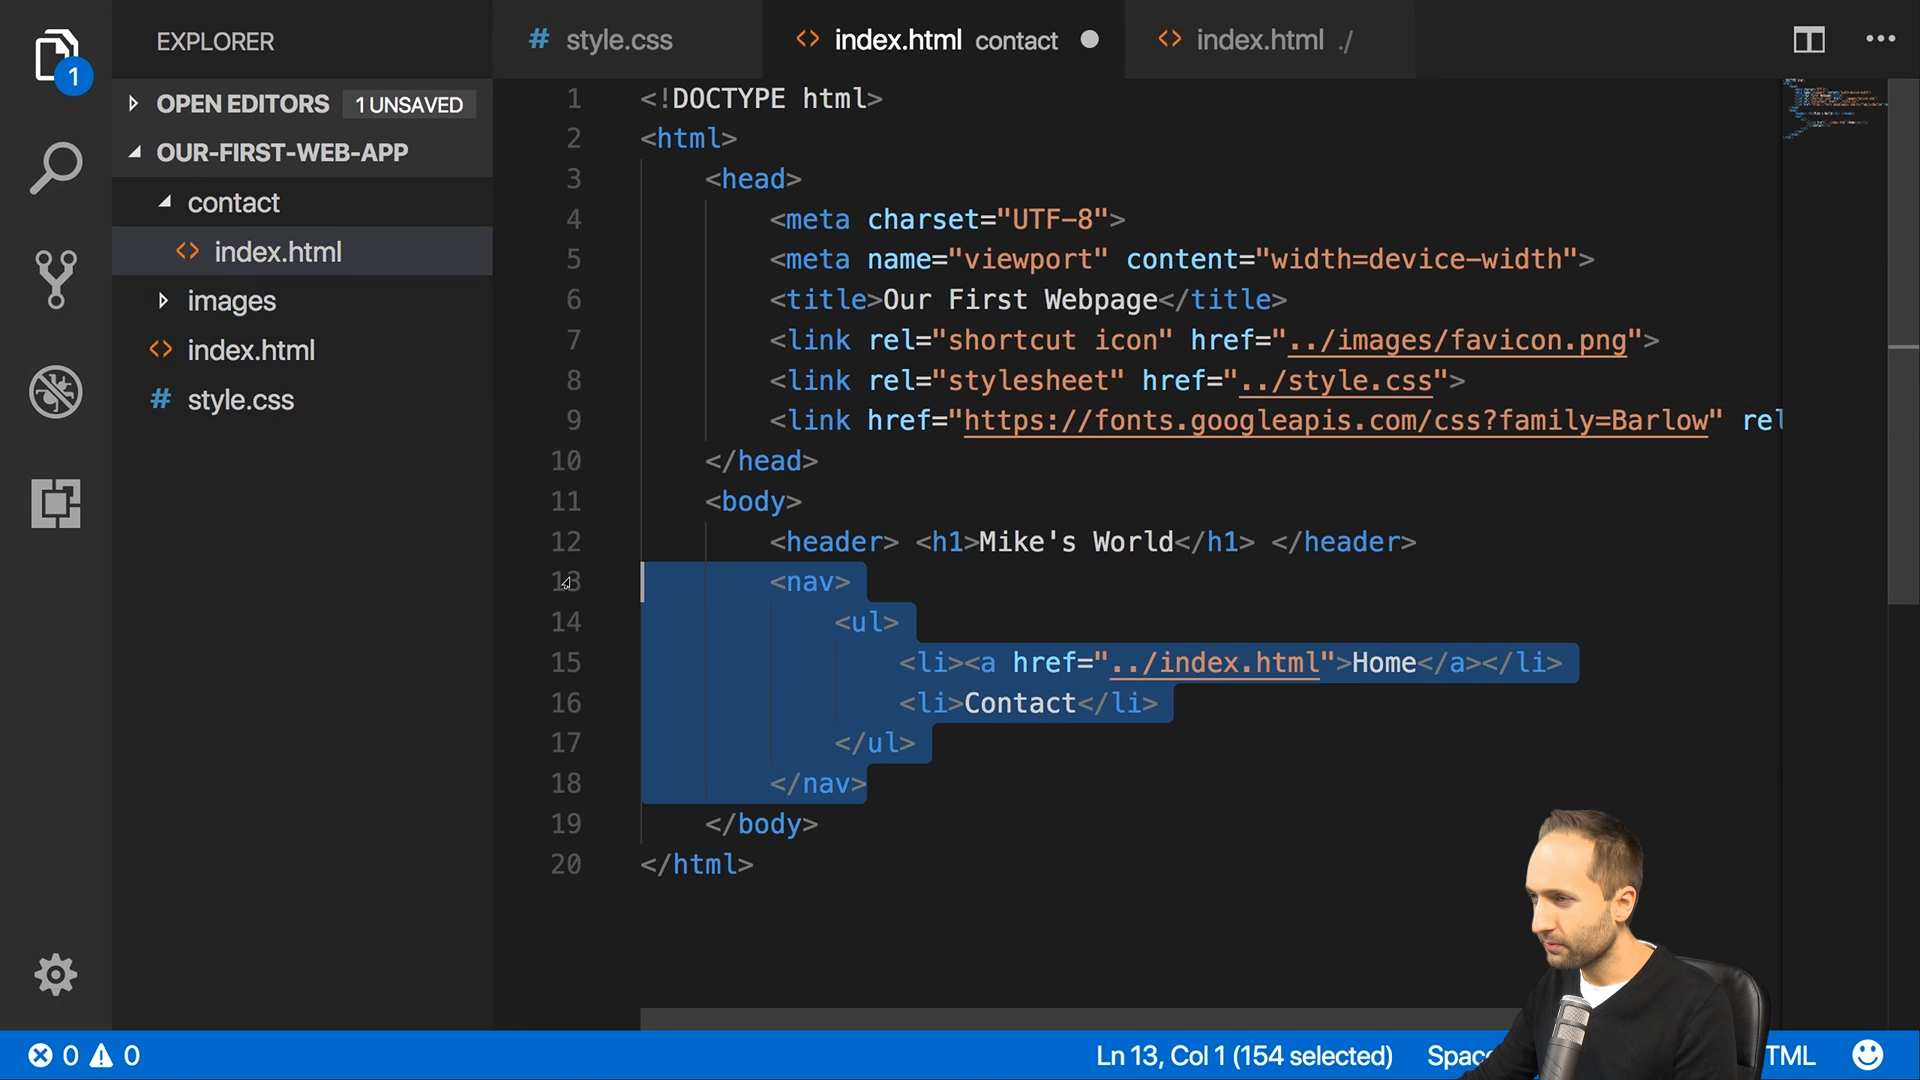 EXPLORER
1
OPEN EDITORS 1 UNSAVED
OUR-FIRST-WEB-APP
contact
index.html
images
index.html
style.css
# style.css
index.html contact
index.html ./
1 <!DOCTYPE html>
2 <html>
3 <head>
4 <meta charset="UTF-8">
5 <meta name="viewport" content="width=device-width">
6 <title>Our First Webpage</title>
7 <link rel="shortcut icon" href="../images/favicon.png">
8 <link rel="stylesheet" href="../style.css">
9 <link href="https://fonts.googleapis.com/css?family=Barlow" rel
10 </head>
11 <body>
12 <header> <h1>Mike's World</h1> </header>
13 <nav>
14 <ul>
15 <li><a href="../index.html">Home</a></li>
16 <li>Contact</li>
17 </ul>
18 </nav>
19 </body>
20 </html>
0 0
Ln 13, Col 1 (154 selected)